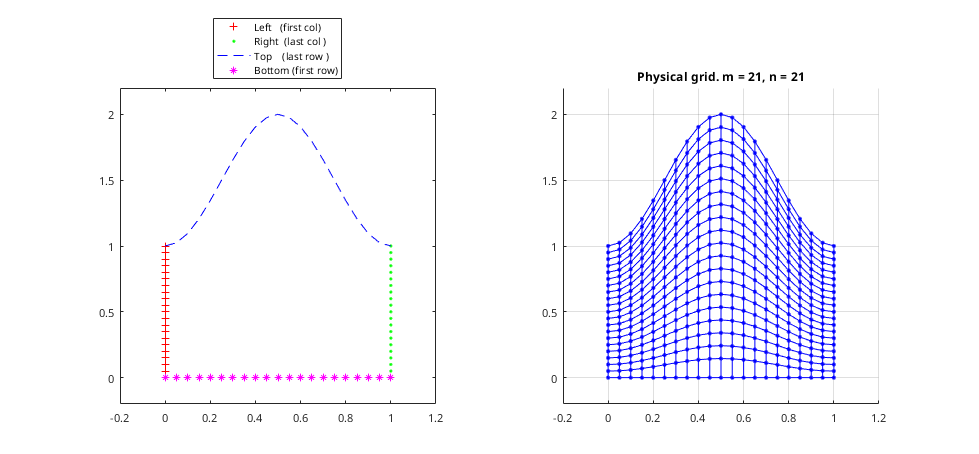 Left (first col)
Right (last col )
Top (last row )
Bottom (first row)
2
1.5
1
0.5
0
-0.2 0 0.2 0.4 0.6 0.8 1 1.2
Physical grid. m = 21, n = 21
2
1.5
1
0.5
0
-0.2 0 0.2 0.4 0.6 0.8 1 1.2